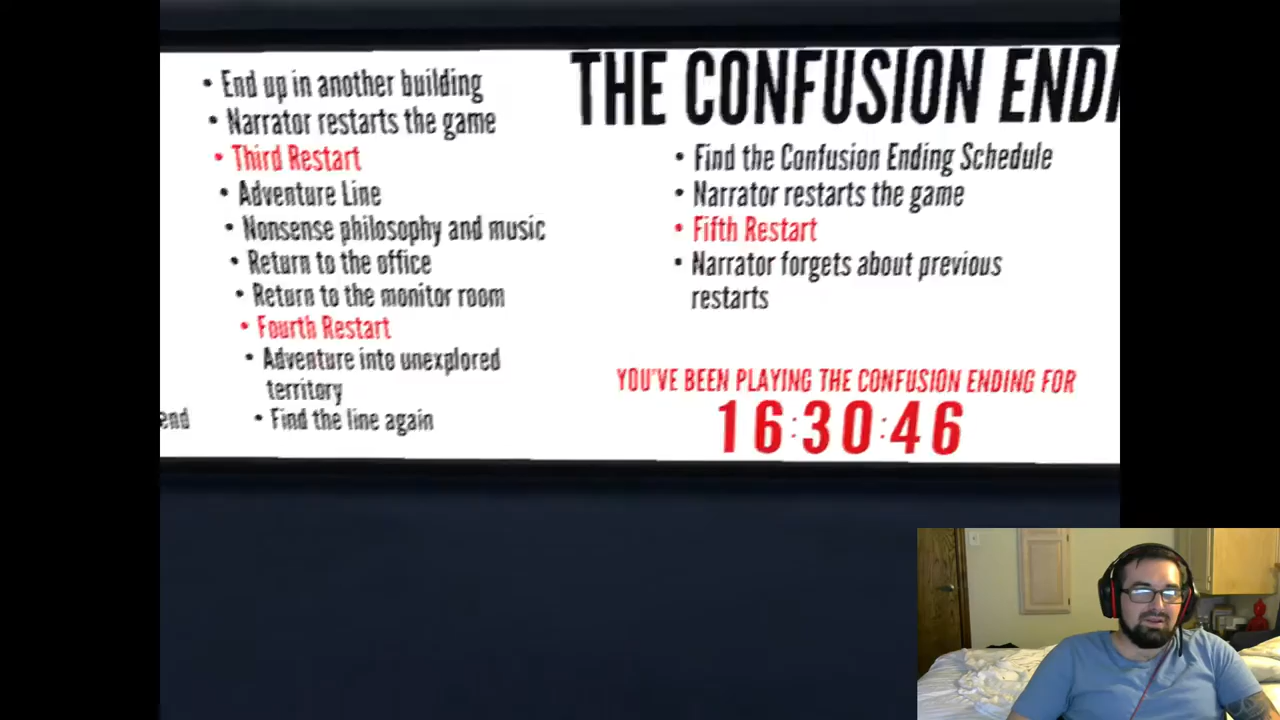 • End up in another building
• Narrator restarts the game
• Third Restart
• Adventure Line
• Nonsense philosophy and music
• Return to the office
• Return to the monitor room
• Fourth Restart
• Adventure into unexplored
territory
• Find the line again
end
THE CONFUSION ENDI
• Find the Confusion Ending Schedule
• Narrator restarts the game
• Fifth Restart
• Narrator forgets about previous
restarts
YOU'VE BEEN PLAYING THE CONFUSION ENDING FOR
16:30:46